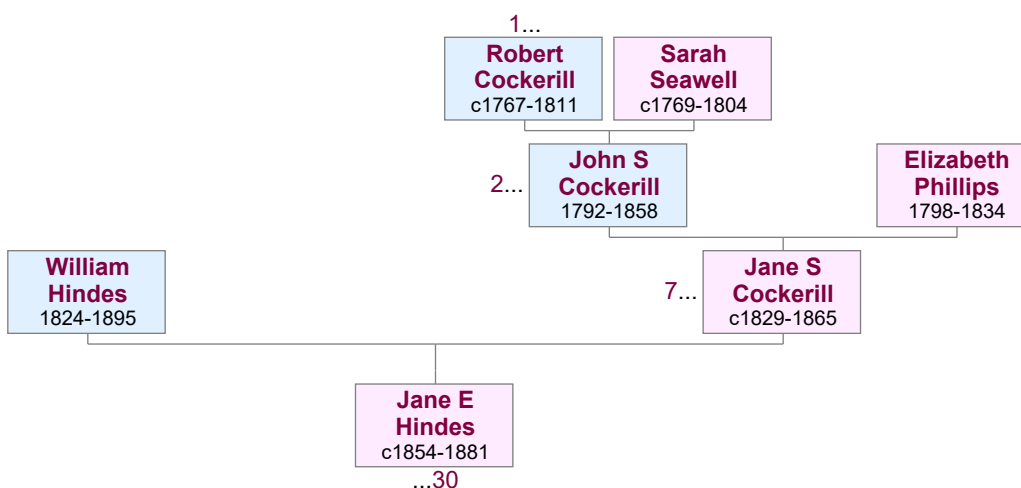 1...
Robert
Cockerill
c1767-1811
Sarah
Seawell
c1769-1804
2...
John S
Cockerill
1792-1858
Elizabeth
Phillips
1798-1834
William
Hindes
1824-1895
7...
Jane S
Cockerill
c1829-1865
Jane E
Hindes
c1854-1881
...30